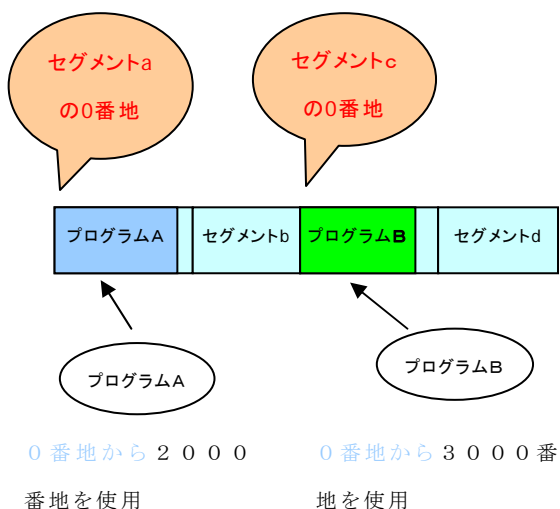 セグメントa
の0番地
セグメントc
の0番地
プログラムA
セグメントb
プログラムB
セグメントd
プログラムA
プログラムB
０番地から２０００
番地を使用
０番地から３０００番
地を使用